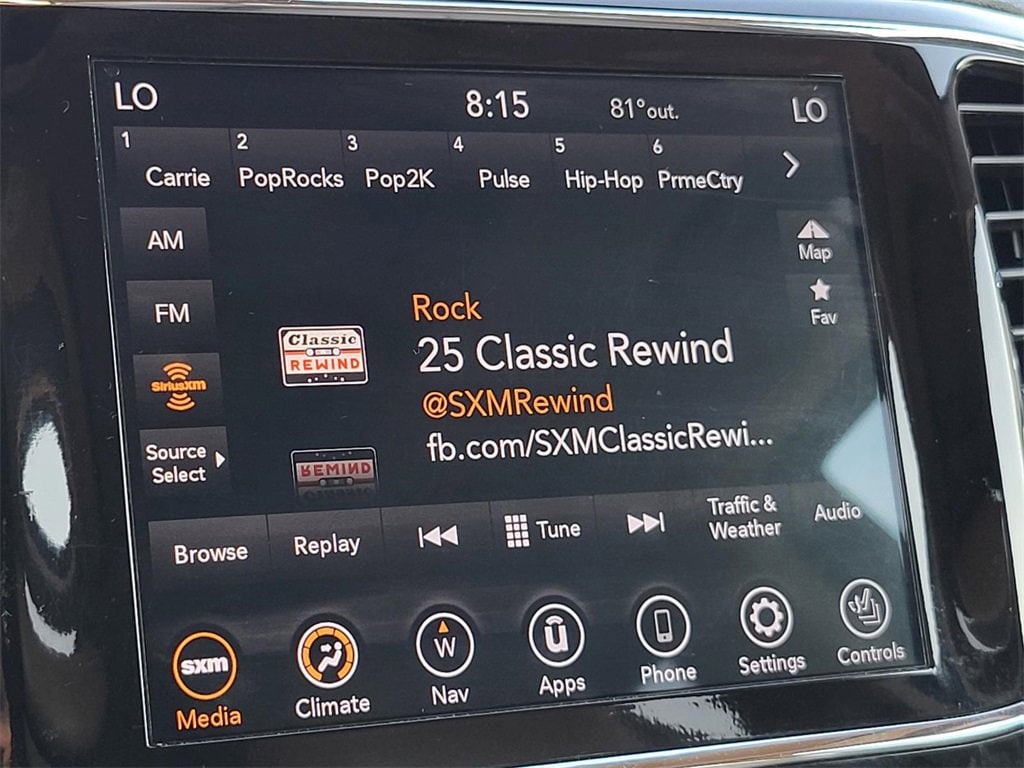 LO 8:15 81°out. LO
1 2 3 4 5 6
Carrie PopRocks Pop2K Pulse Hip-Hop PrmeCtry
AM
Map
FM
Fav
Rock
Classic
REWIND
25 Classic Rewind
SiriusXM
@SXMRewind
fb.com/SXMClassicRewi...
Source
Select
REWIND
Browse Replay Tune Traffic &
Weather
Audio
sxm W u
Media Climate Nav Apps Phone Settings Controls